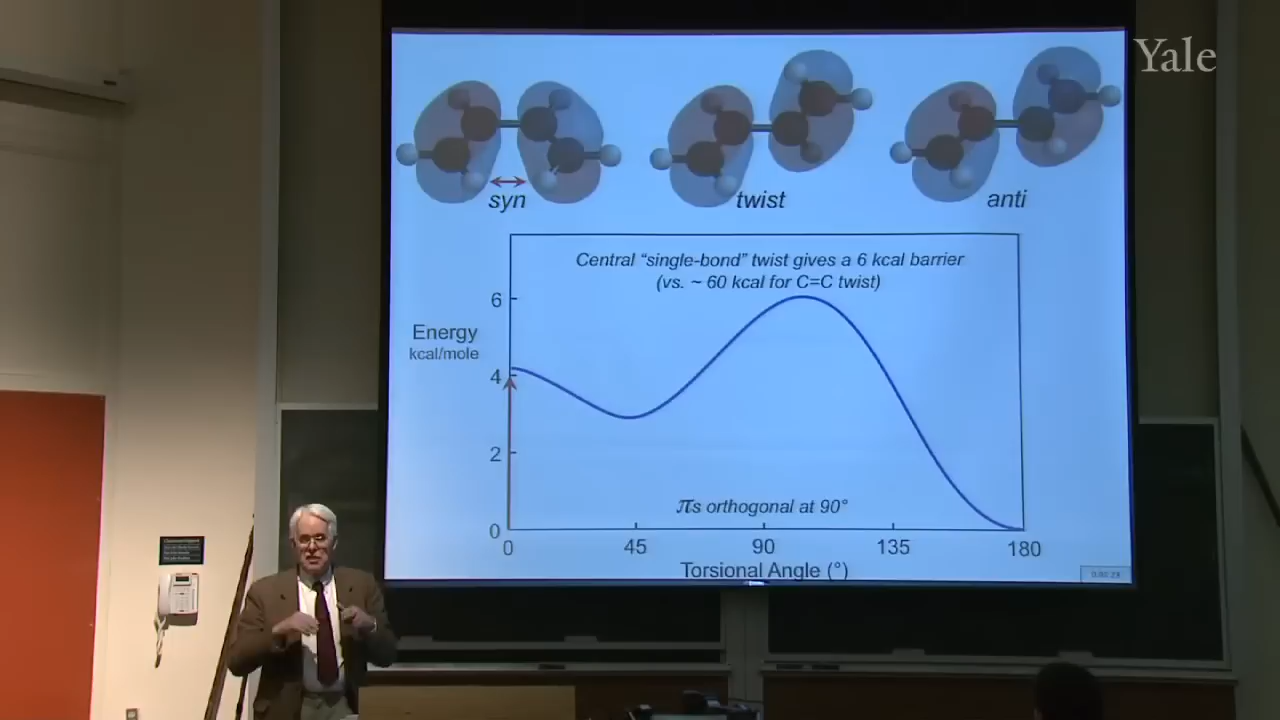 Yale
syn
twist
anti
Central “single-bond” twist gives a 6 kcal barrier
(vs. ~ 60 kcal for C=C twist)
6
Energy
kcal/mole
4
2
πs orthogonal at 90°
0
0 45 90 135 180
Torsional Angle (°)